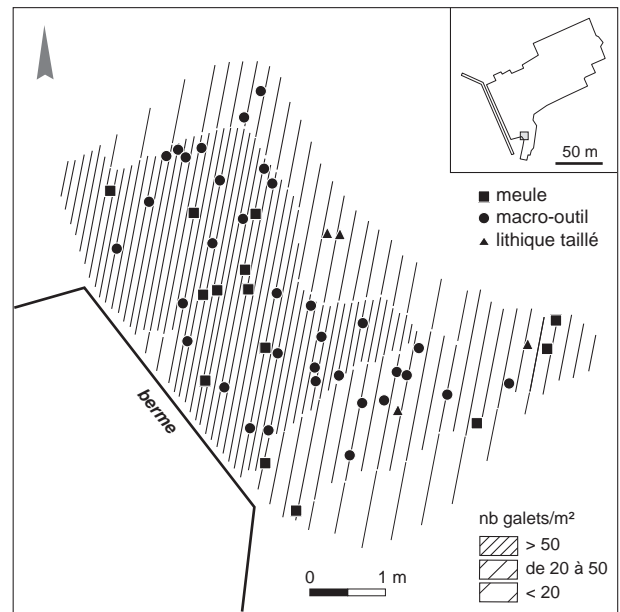 50 m
meule
macro-outil
lithique taillé
berme
nb galets/m²
> 50
de 20 à 50
< 20
0 1 m